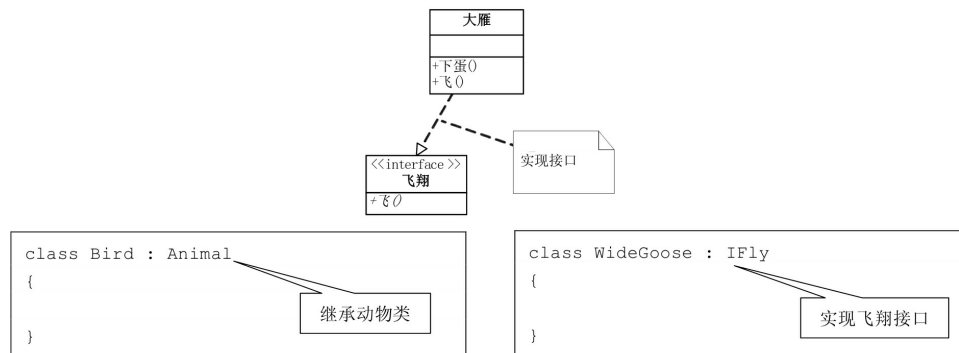 大雁
+下蛋()
+飞()
实现接口
<<interface>>
飞翔
+飞()
class Bird : Animal
{
继承动物类
}
class WideGoose : IFly
{
实现飞翔接口
}